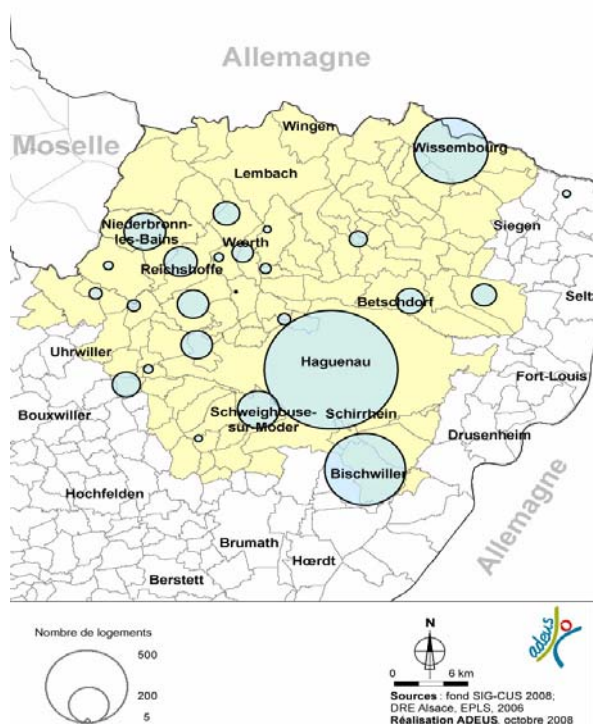 Allemagne
Moselle
Wingen
Wissembourg
Lembach
Niederbronn-
les-Bains
Siegen
Wœrth
Reichshoffe
Betschdorf
Seltz
Uhrwiller
Haguenau
Fort-Louis
Bouxwiller
Schweighouse-
sur-Moder
Schirrhein
Drusenheim
Bischwiller
Hochfelden
Allemagne
Brumath
Hœrdt
Berstett
Nombre de logements
500
200
5
N
0 6 km
adeus
Sources : fond SIG-CUS 2008;
DRE Alsace, EPLS, 2006
Réalisation ADEUS, octobre 2008